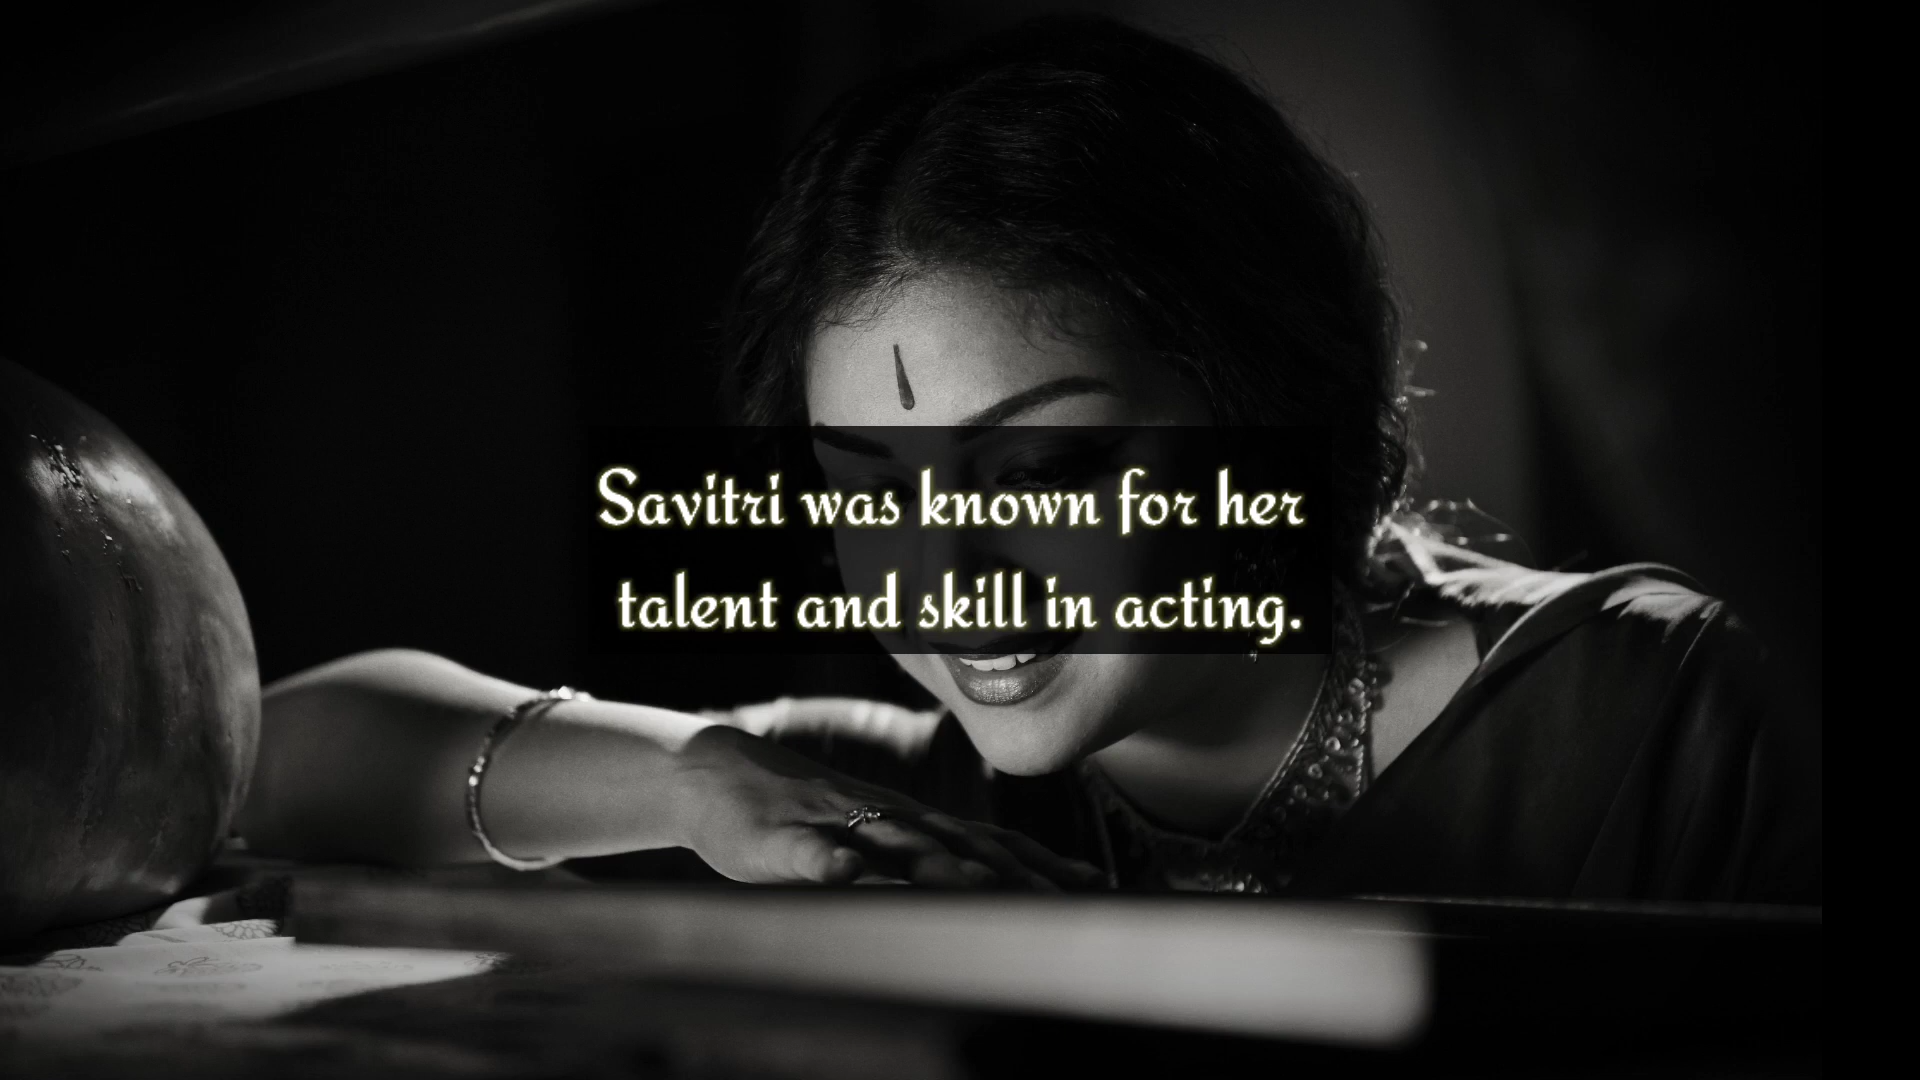 Savitri was known for her
talent and skill in acting.